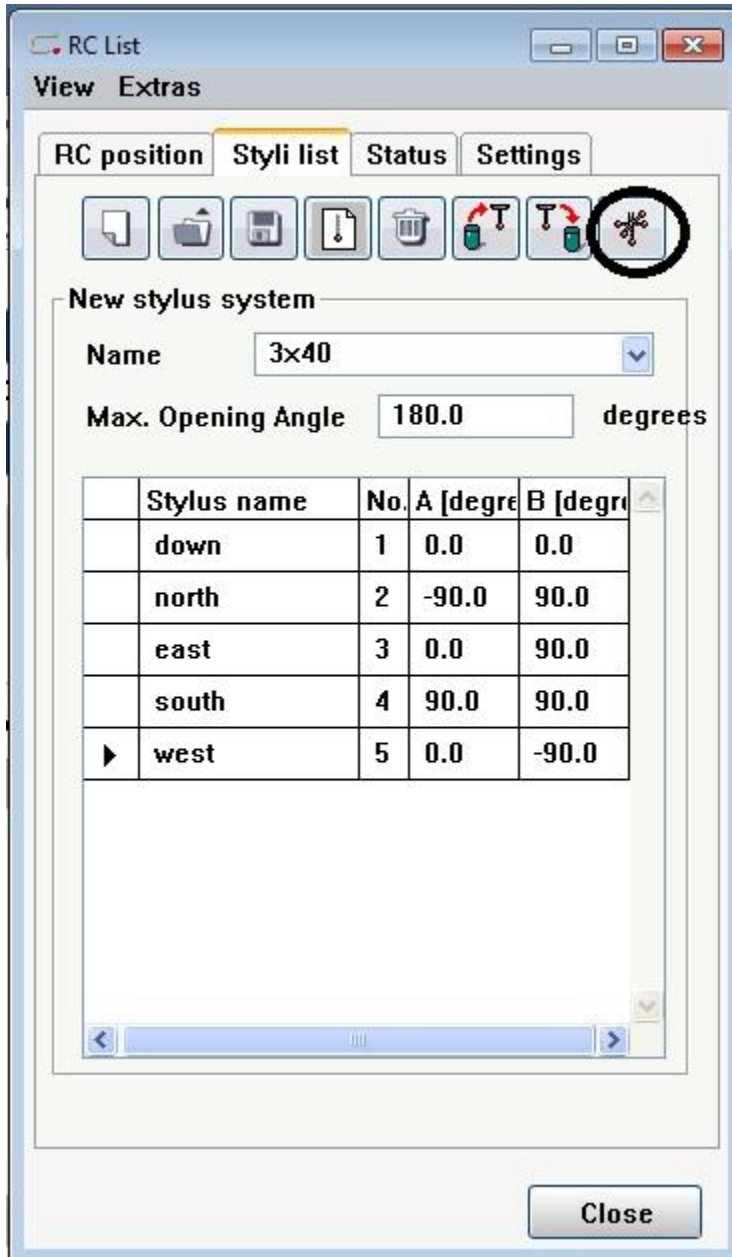 RC List
View Extras
RC position Styli list Status Settings
New stylus system
Name 3x40
Max. Opening Angle 180.0 degrees
Stylus name No. A [degre B [degr
down 1 0.0 0.0
north 2 -90.0 90.0
east 3 0.0 90.0
south 4 90.0 90.0
west 5 0.0 -90.0
Close